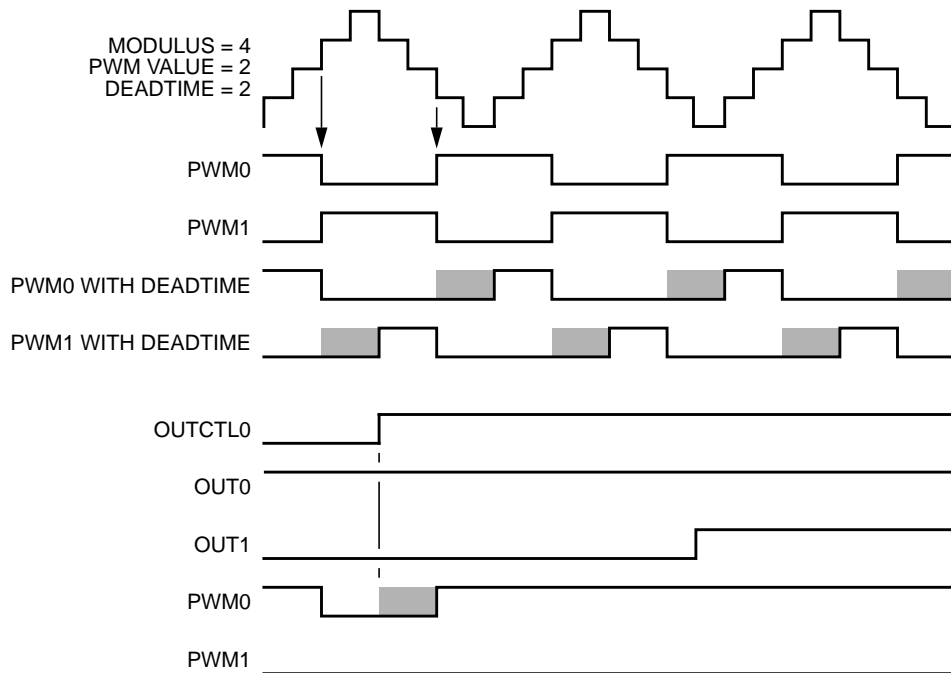 MODULUS = 4
PWM VALUE = 2
DEADTIME = 2
PWM0
PWM1
PWM0 WITH DEADTIME
PWM1 WITH DEADTIME
OUTCTL0
OUT0
OUT1
PWM0
PWM1